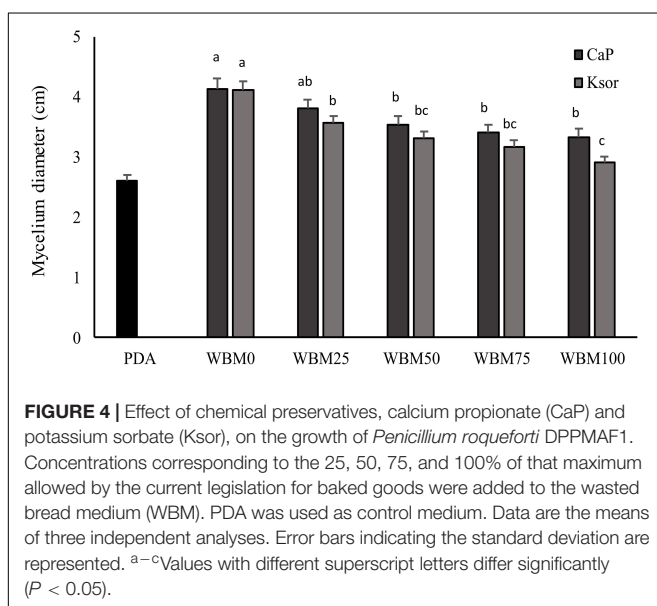 5
4
3
2
1
0
Mycelium diameter (cm)
CaP
Ksor
a a
ab b
b bc
b bc
b c
PDA WBM0 WBM25 WBM50 WBM75 WBM100
FIGURE 4 | Effect of chemical preservatives, calcium propionate (CaP) and
potassium sorbate (Ksor), on the growth of Penicillium roqueforti DPPMAF1.
Concentrations corresponding to the 25, 50, 75, and 100% of that maximum
allowed by the current legislation for baked goods were added to the wasted
bread medium (WBM). PDA was used as control medium. Data are the means
of three independent analyses. Error bars indicating the standard deviation are
represented. a−cValues with different superscript letters differ significantly
(P < 0.05).